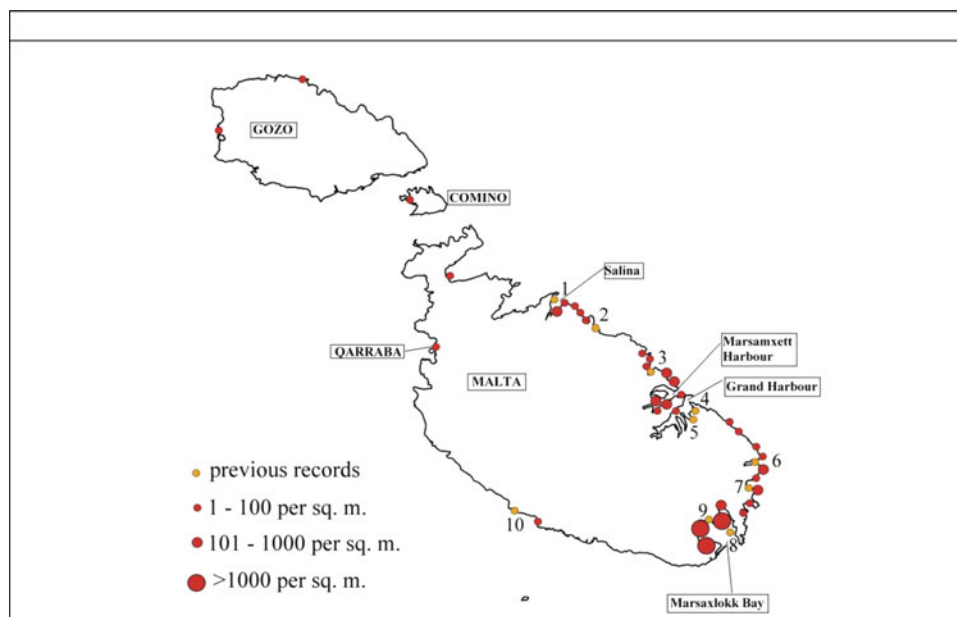 GOZO
COMINO
1
Salina
2
QARRABA
MALTA
3
Marsamxett
Harbour
Grand Harbour
4
5
6
7
previous records
1 - 100 per sq. m.
101 - 1000 per sq. m.
>1000 per sq. m.
10
9
8
Marsaxlokk Bay